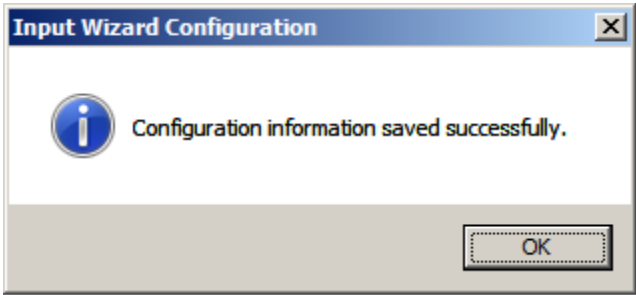 Input Wizard Configuration
Configuration information saved successfully.
OK